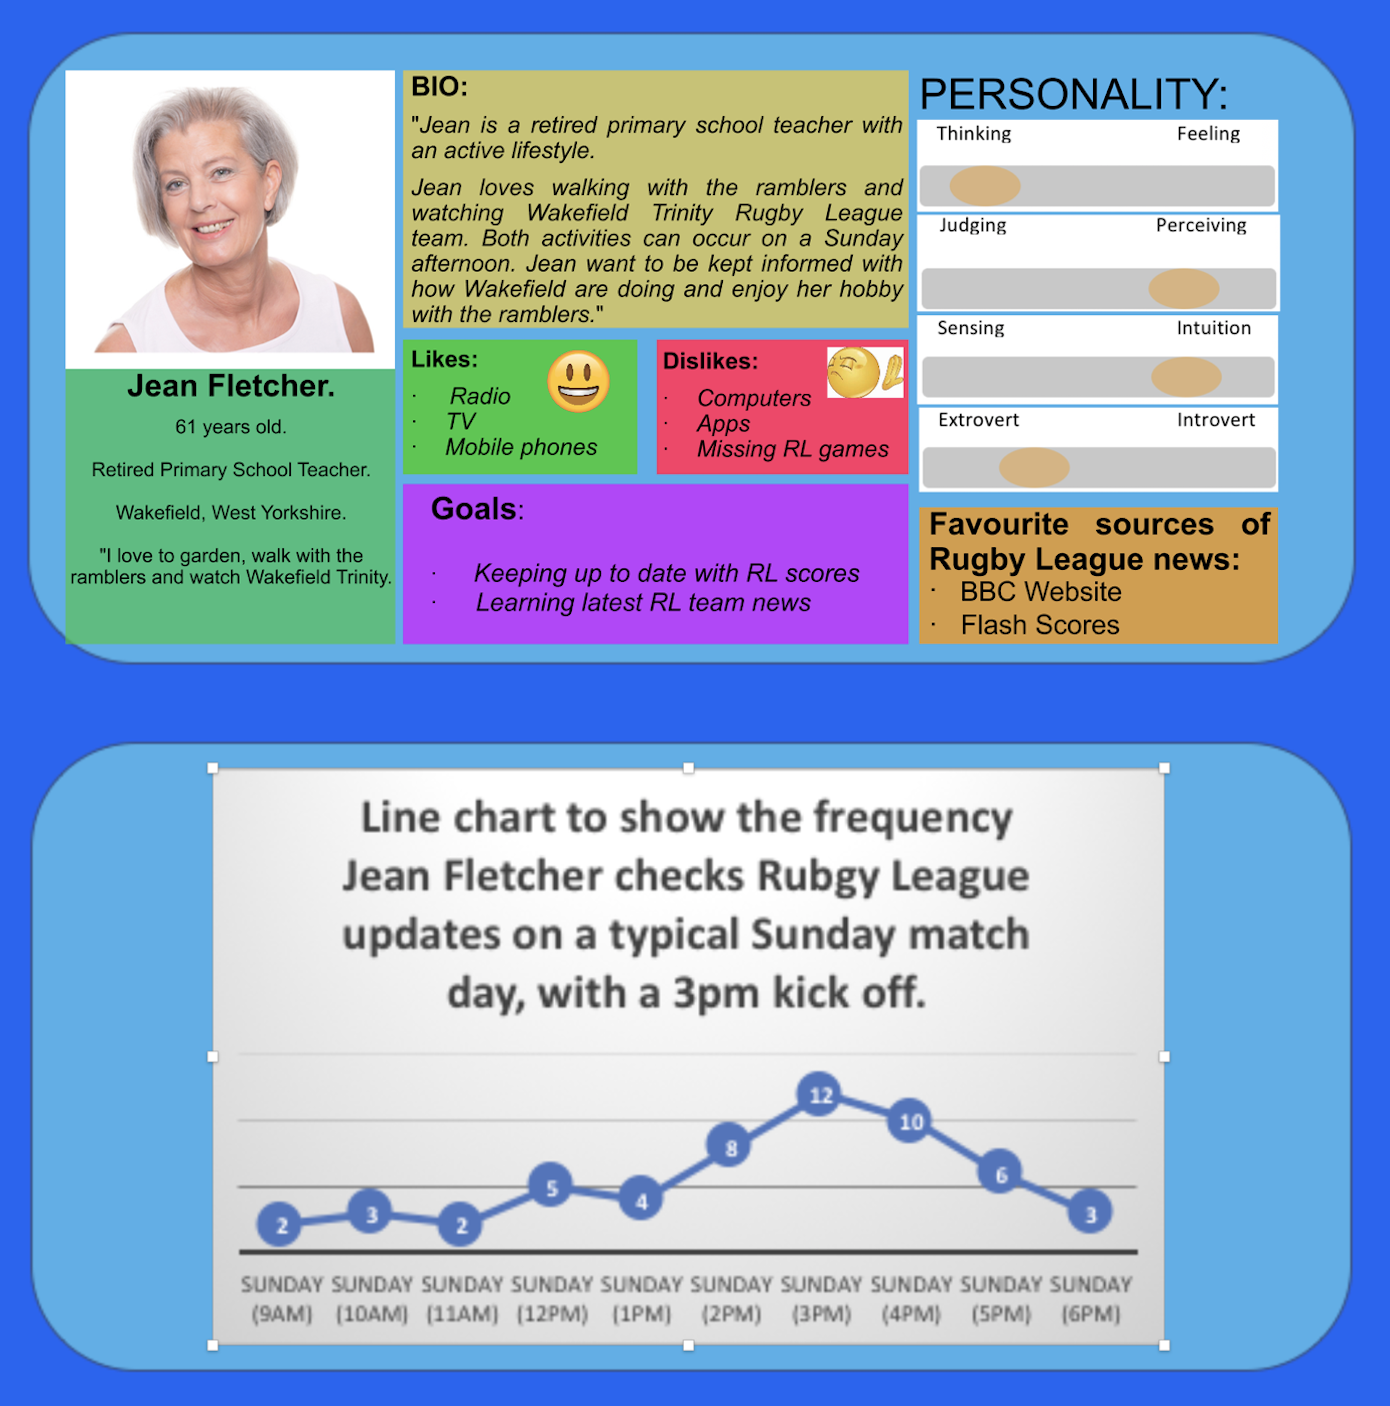 Jean Fletcher.
61 years old.
Retired Primary School Teacher.
Wakefield, West Yorkshire.
"I love to garden, walk with the
ramblers and watch Wakefield Trinity.
BIO:
"Jean is a retired primary school teacher with
an active lifestyle.
Jean loves walking with the ramblers and
watching Wakefield Trinity Rugby League
team. Both activities can occur on a Sunday
afternoon. Jean want to be kept informed with
how Wakefield are doing and enjoy her hobby
with the ramblers."
Likes:
· Radio
· TV
· Mobile phones
Dislikes:
· Computers
· Apps
· Missing RL games
Goals:
· Keeping up to date with RL scores
· Learning latest RL team news
PERSONALITY:
Thinking Feeling
Judging Perceiving
Sensing Intuition
Extrovert Introvert
Favourite sources of
Rugby League news:
· BBC Website
· Flash Scores
Line chart to show the frequency
Jean Fletcher checks Rubgy League
updates on a typical Sunday match
day, with a 3pm kick off.
2 3 2 5 4 8 12 10 6 3
SUNDAY SUNDAY SUNDAY SUNDAY SUNDAY SUNDAY SUNDAY SUNDAY SUNDAY SUNDAY
(9AM) (10AM) (11AM) (12PM) (1PM) (2PM) (3PM) (4PM) (5PM) (6PM)